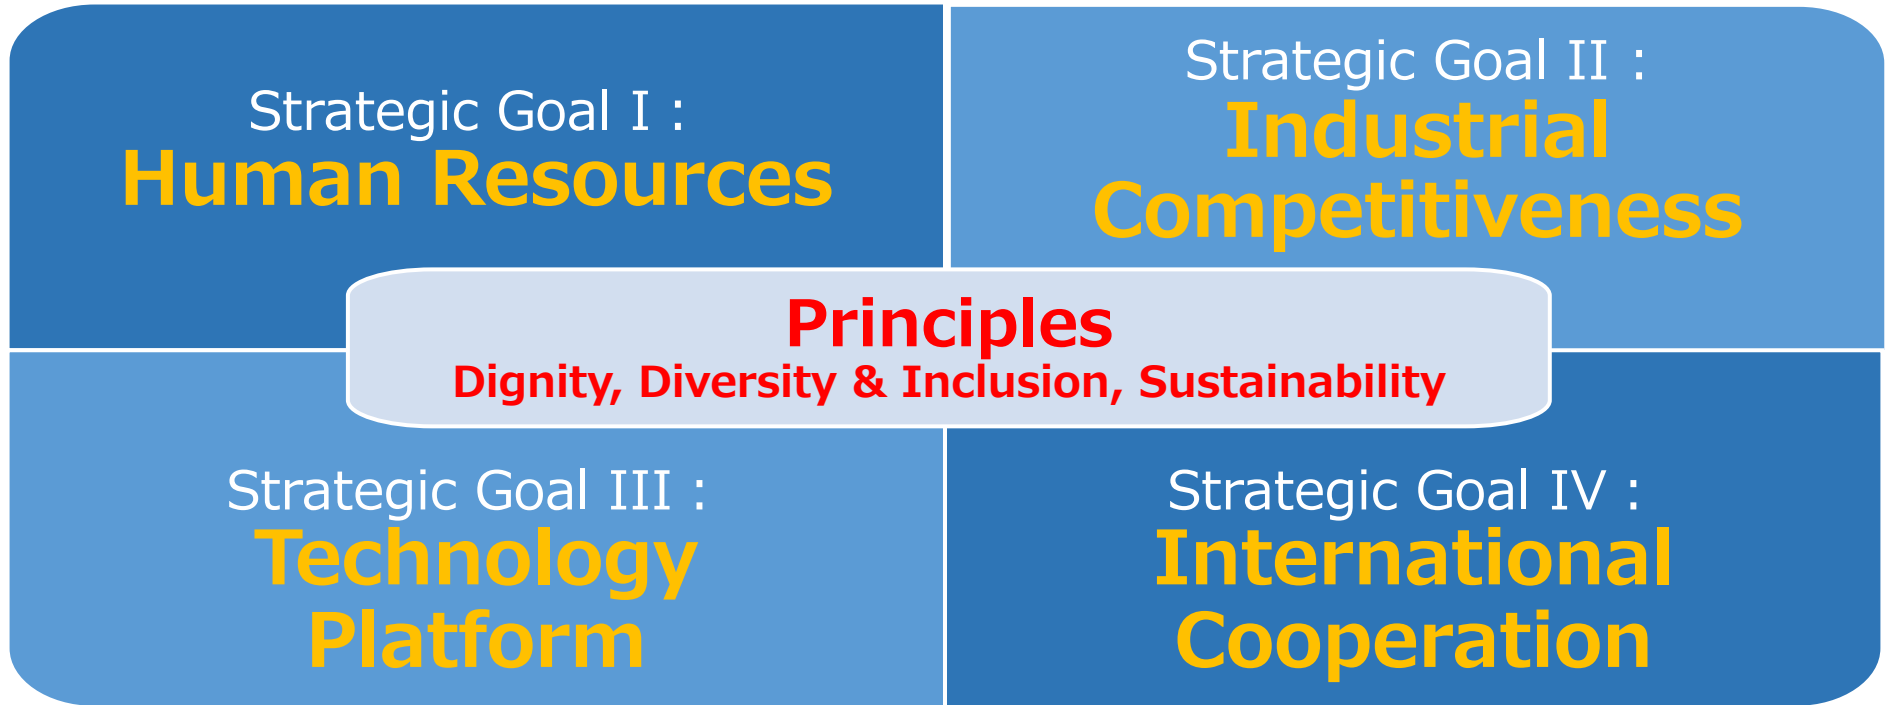 Strategic Goal I :
Human Resources
Strategic Goal II :
Industrial
Competitiveness
Principles
Dignity, Diversity & Inclusion, Sustainability
Strategic Goal III :
Technology
Platform
Strategic Goal IV :
International
Cooperation